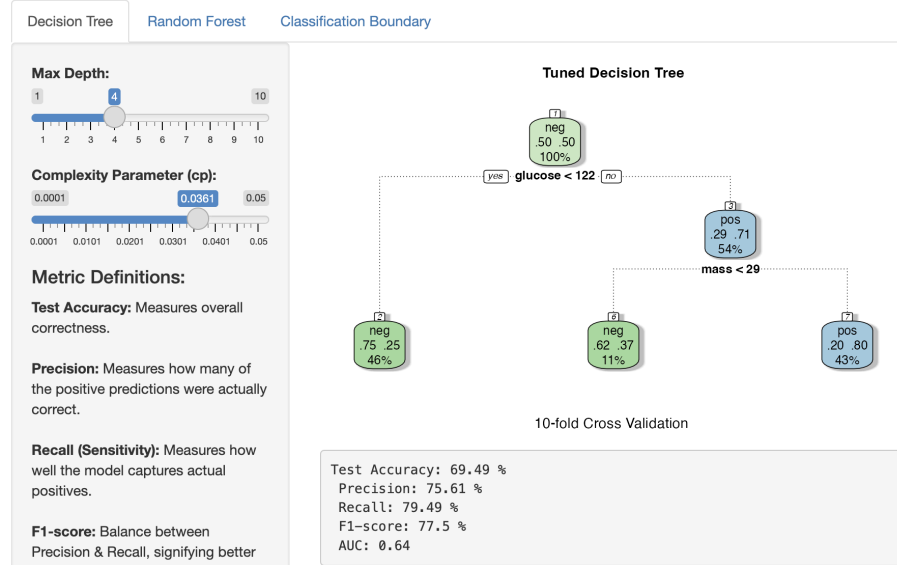 Decision Tree
Random Forest
Classification Boundary
Max Depth:
1
4
10
1 2 3 4 5 6 7 8 9 10
Complexity Parameter (cp):
0.0001
0.0361
0.05
0.0001 0.0101 0.0201 0.0301 0.0401 0.05
Metric Definitions:
Test Accuracy: Measures overall
correctness.
Precision: Measures how many of
the positive predictions were actually
correct.
Recall (Sensitivity): Measures how
well the model captures actual
positives.
F1-score: Balance between
Precision & Recall, signifying better
Tuned Decision Tree
1
neg
.50 .50
100%
yes glucose < 122 no
3
pos
.29 .71
54%
mass < 29
2
neg
.75 .25
46%
6
neg
.62 .37
11%
7
pos
.20 .80
43%
10-fold Cross Validation
Test Accuracy: 69.49 %
Precision: 75.61 %
Recall: 79.49 %
F1-score: 77.5 %
AUC: 0.64